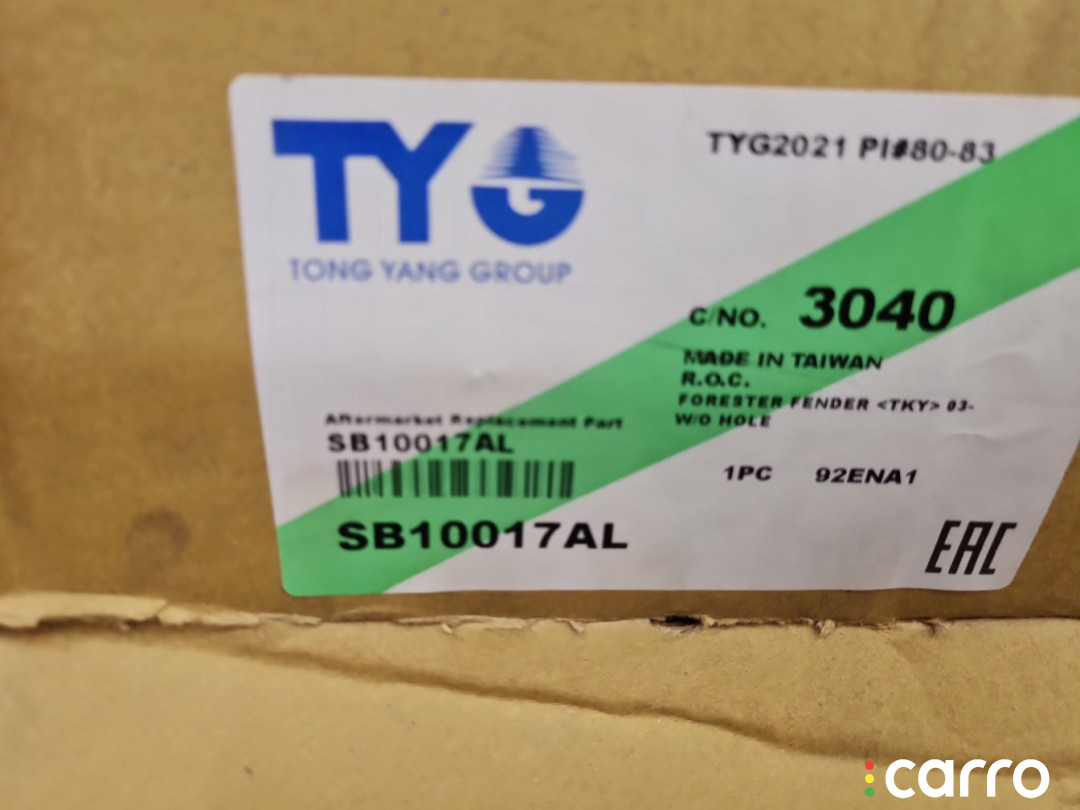 TYG
TYG2021 PI#80-83
TONG YANG GROUP
C/NO. 3040
MADE IN TAIWAN
R.O.C.
FORESTER FENDER <TKY> 03-
W/O HOLE
Aftermarket Replacement Part
SB10017AL
1PC 92ENA1
SB10017AL
EAC
carro